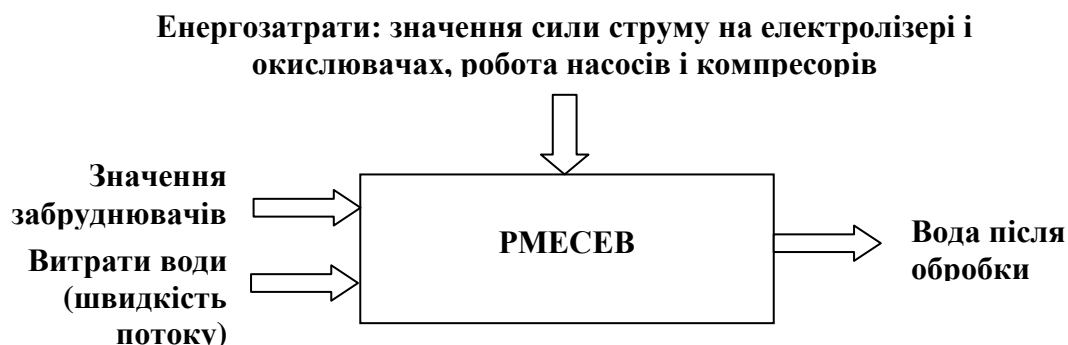 Енергозатрати: значення сили струму на електролізері і
окислювачах, робота насосів і компресорів
Значення
забруднювачів
Витрати води
(швидкість
потоку)
РМЕСЕВ
Вода після
обробки